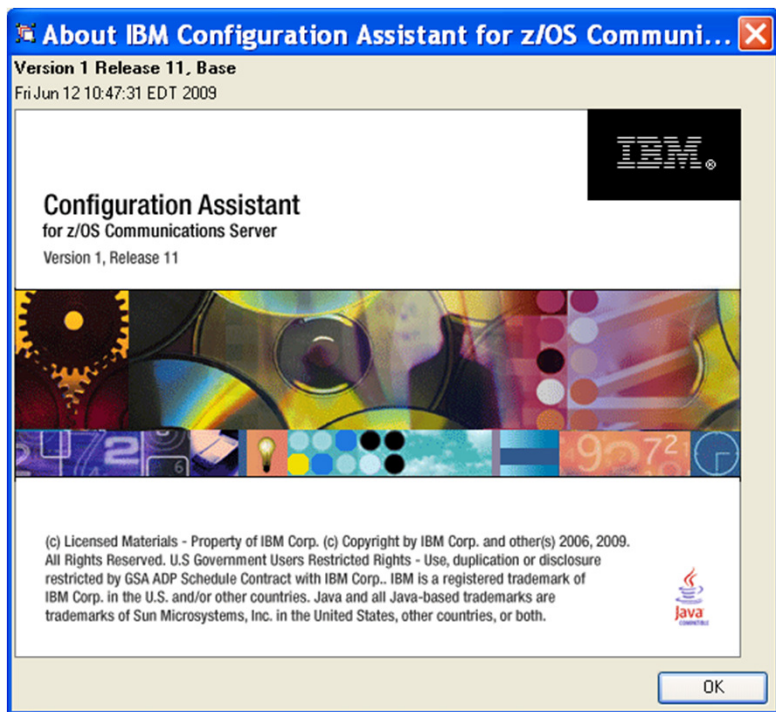 About IBM Configuration Assistant for z/OS Communi...
Version 1 Release 11, Base
Fri Jun 12 10:47:31 EDT 2009
IBM®
Configuration Assistant
for z/OS Communications Server
Version 1, Release 11
172
2
6
9072
(c) Licensed Materials - Property of IBM Corp. (c) Copyright by IBM Corp. and other(s) 2006, 2009.
All Rights Reserved. U.S Government Users Restricted Rights - Use, duplication or disclosure
restricted by GSA ADP Schedule Contract with IBM Corp.. IBM is a registered trademark of
IBM Corp. in the U.S. and/or other countries. Java and all Java-based trademarks are
trademarks of Sun Microsystems, Inc. in the United States, other countries, or both.
Java
COMPATIBLE
OK